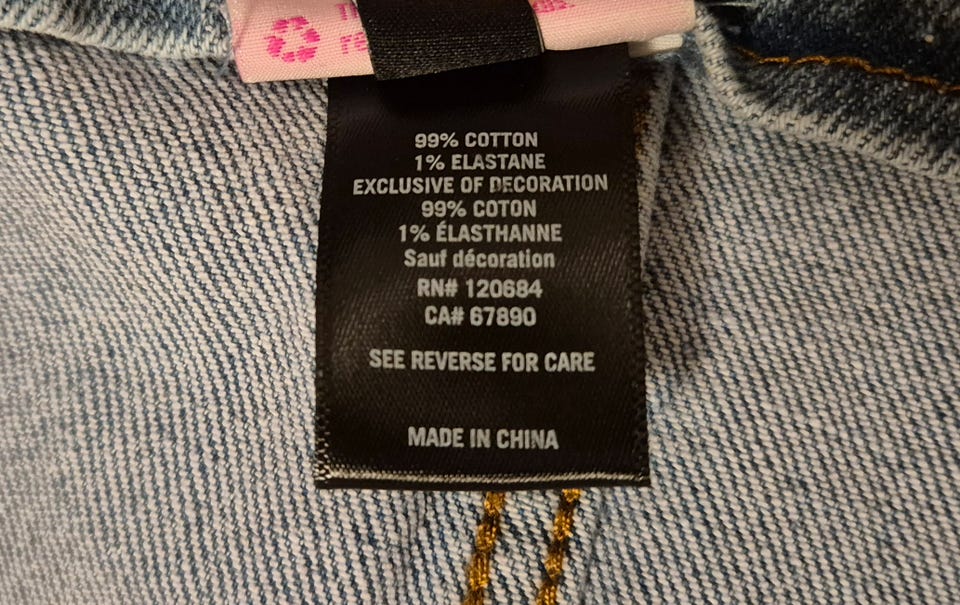 99% COTTON
1% ELASTANE
EXCLUSIVE OF DECORATION
99% COTON
1% ÉLASTHANNE
Sauf décoration
RN# 120684
CA# 67890
SEE REVERSE FOR CARE
MADE IN CHINA